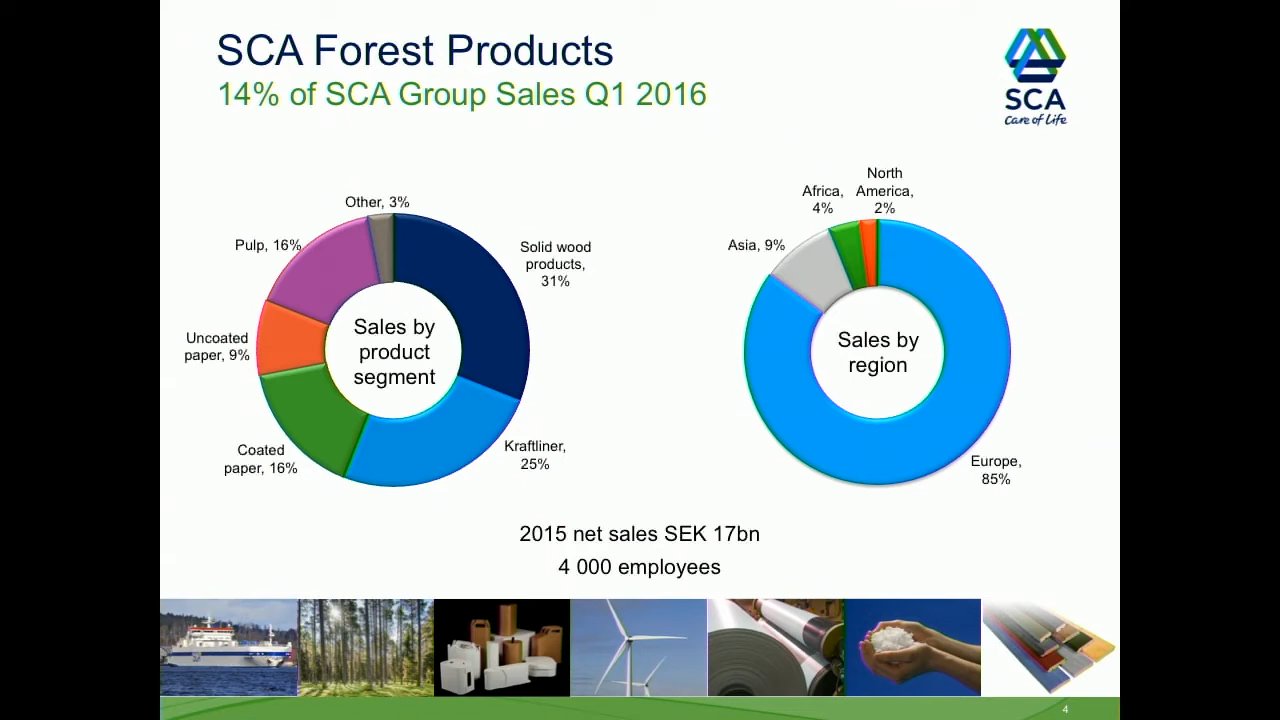 SCA Forest Products
14% of SCA Group Sales Q1 2016
SCA
Care of Life
Other, 3%
Pulp, 16%
Solid wood
products,
31%
Uncoated
paper, 9%
Sales by
product
segment
Coated
paper, 16%
Kraftliner,
25%
North
America,
2%
Africa,
4%
Asia, 9%
Sales by
region
Europe,
85%
2015 net sales SEK 17bn
4 000 employees
4